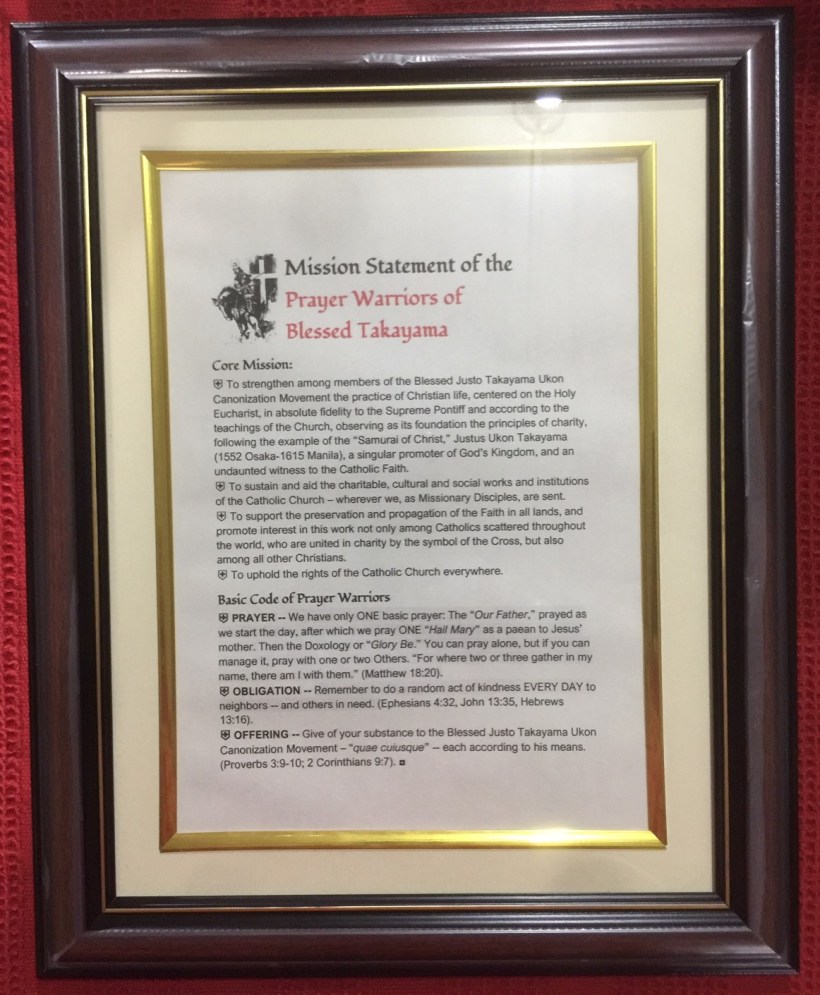 Mission Statement of the
Prayer Warriors of
Blessed Takayama
Core Mission:
To strengthen among members of the Blessed Justo Takayama Ukon
Canonization Movement the practice of Christian life, centered on the Holy
Eucharist, in absolute fidelity to the Supreme Pontiff and according to the
teachings of the Church, observing as its foundation the principles of charity,
following the example of the "Samurai of Christ," Justus Ukon Takayama
(1552 Osaka-1615 Manila), a singular promoter of God's Kingdom, and an
undaunted witness to the Catholic Faith.
To sustain and aid the charitable, cultural and social works and institutions
of the Catholic Church – wherever we, as Missionary Disciples, are sent.
To support the preservation and propagation of the Faith in all lands, and
promote interest in this work not only among Catholics scattered throughout
the world, who are united in charity by the symbol of the Cross, but also
among all other Christians.
To uphold the rights of the Catholic Church everywhere.
Basic Code of Prayer Warriors
PRAYER -- We have only ONE basic prayer: The "Our Father," prayed as
we start the day, after which we pray ONE "Hail Mary" as a paean to Jesus'
mother. Then the Doxology or "Glory Be." You can pray alone, but if you can
manage it, pray with one or two Others. "For where two or three gather in my
name, there am I with them." (Matthew 18:20).
OBLIGATION -- Remember to do a random act of kindness EVERY DAY to
neighbors -- and others in need. (Ephesians 4:32, John 13:35, Hebrews
13:16).
OFFERING -- Give of your substance to the Blessed Justo Takayama Ukon
Canonization Movement – "quae cuiusque" – each according to his means.
(Proverbs 3:9-10; 2 Corinthians 9:7).